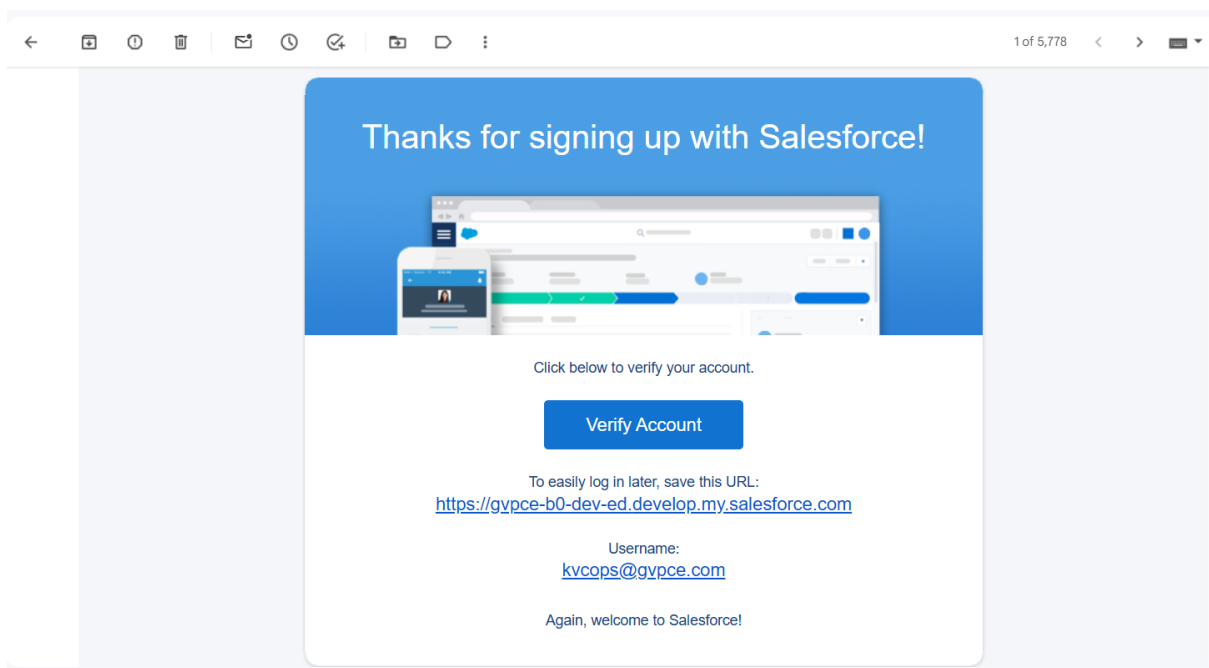 1 of 5,778
Thanks for signing up with Salesforce!
Click below to verify your account.
Verify Account
To easily log in later, save this URL:
https://gvpce-b0-dev-ed.develop.my.salesforce.com
Username:
kvcops@gvpce.com
Again, welcome to Salesforce!